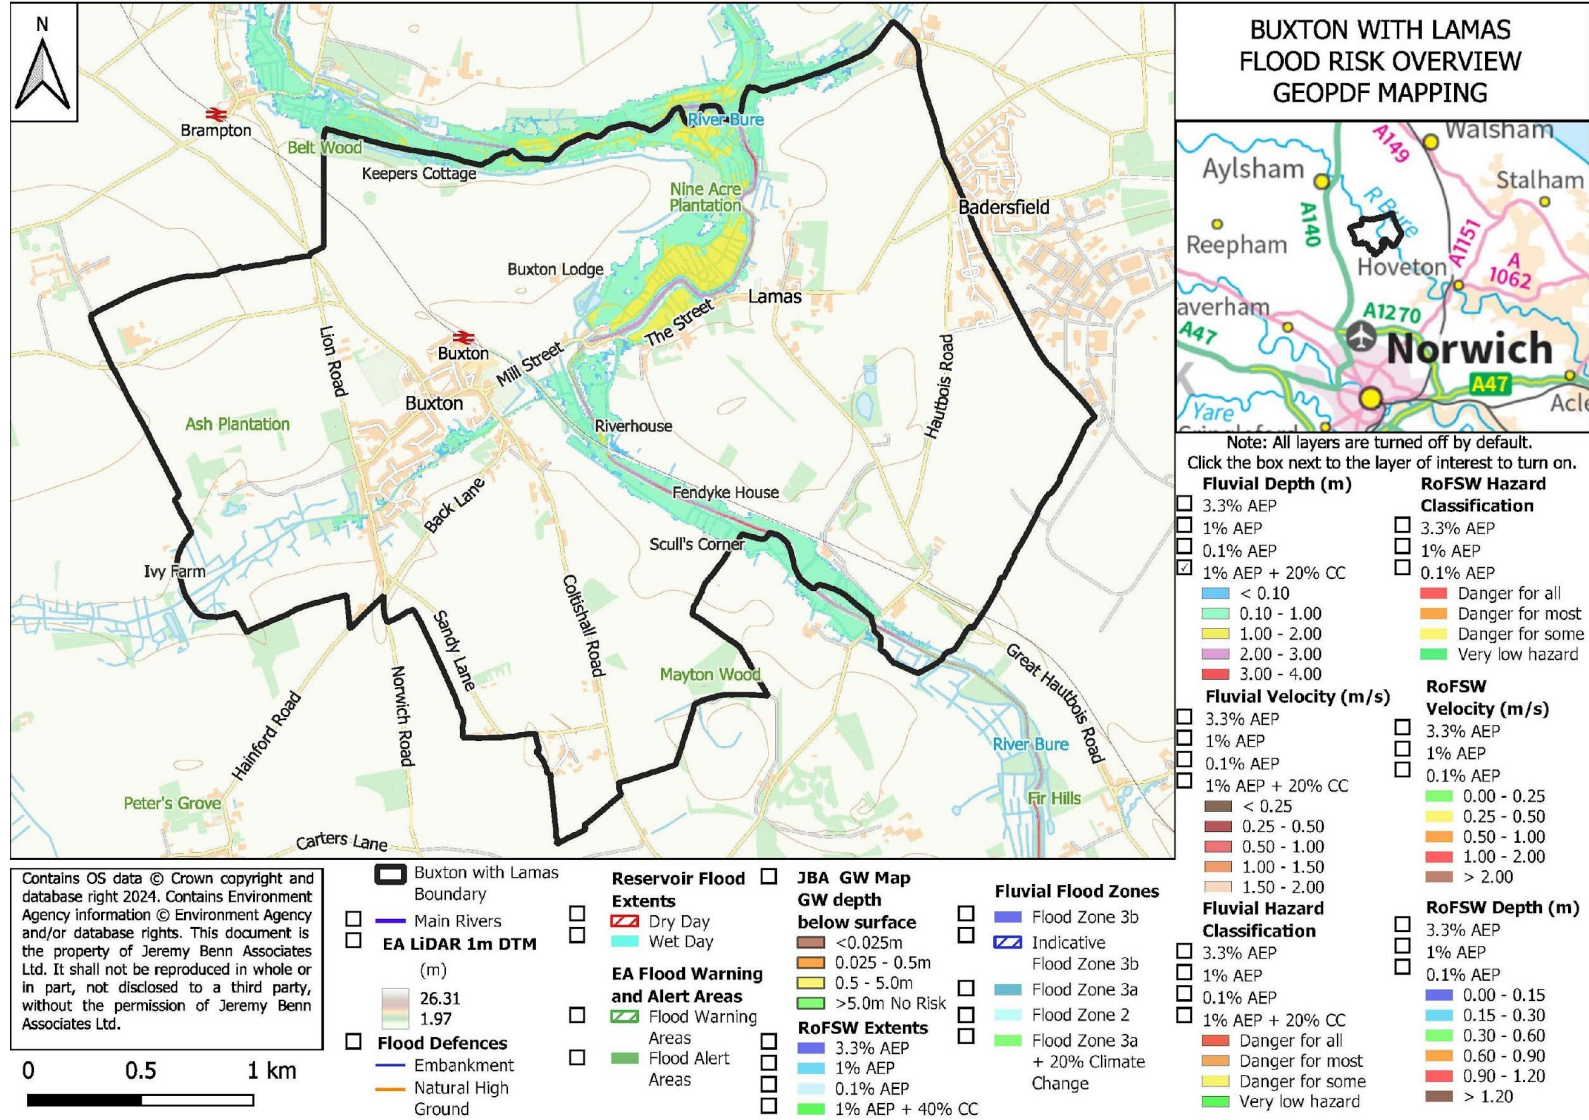 N
Brampton
Belt Wood
Keepers Cottage
River Bure
Nine Acre
Plantation
Badersfield
Buxton Lodge
Lamas
The Street
Lion Road
Buxton
Mill Street
Buxton
Hautbois Road
Ash Plantation
Riverhouse
Back Lane
Fendyke House
Scull's Corner
Ivy Farm
Sandy Lane
Coltishall Road
Mayton Wood
Great Hautbois Road
Norwich Road
Hainford Road
River Bure
Peter's Grove
Fir Hills
Carters Lane
BUXTON WITH LAMAS
FLOOD RISK OVERVIEW
GEOPDF MAPPING
Walsham
A149
Aylsham
Stalham
R Bure
A140
Reepham
A1151
Hoveton
A
1062
averham
A1270
A47
Norwich
A47
Acle
Yare
Cringleford
Note: All layers are turned off by default.
Click the box next to the layer of interest to turn on.
Fluvial Depth (m)
3.3% AEP
1% AEP
0.1% AEP
1% AEP + 20% CC
< 0.10
0.10 - 1.00
1.00 - 2.00
2.00 - 3.00
3.00 - 4.00
Fluvial Velocity (m/s)
3.3% AEP
1% AEP
0.1% AEP
1% AEP + 20% CC
< 0.25
0.25 - 0.50
0.50 - 1.00
1.00 - 1.50
1.50 - 2.00
Fluvial Hazard
Classification
3.3% AEP
1% AEP
0.1% AEP
1% AEP + 20% CC
Danger for all
Danger for most
Danger for some
Very low hazard
RoFSW Hazard
Classification
3.3% AEP
1% AEP
0.1% AEP
Danger for all
Danger for most
Danger for some
Very low hazard
RoFSW
Velocity (m/s)
3.3% AEP
1% AEP
0.1% AEP
0.00 - 0.25
0.25 - 0.50
0.50 - 1.00
1.00 - 2.00
> 2.00
RoFSW Depth (m)
3.3% AEP
1% AEP
0.1% AEP
0.00 - 0.15
0.15 - 0.30
0.30 - 0.60
0.60 - 0.90
0.90 - 1.20
> 1.20
Contains OS data © Crown copyright and
database right 2024. Contains Environment
Agency information © Environment Agency
and/or database rights. This document is
the property of Jeremy Benn Associates
Ltd. It shall not be reproduced in whole or
in part, not disclosed to a third party,
without the permission of Jeremy Benn
Associates Ltd.
0 0.5 1 km
Buxton with Lamas
Boundary
Main Rivers
EA LiDAR 1m DTM
(m)
26.31
1.97
Flood Defences
Embankment
Natural High
Ground
Reservoir Flood
Extents
Dry Day
Wet Day
EA Flood Warning
and Alert Areas
Flood Warning
Areas
Flood Alert
Areas
JBA GW Map
GW depth
below surface
<0.025m
0.025 - 0.5m
0.5 - 5.0m
>5.0m No Risk
RoFSW Extents
3.3% AEP
1% AEP
0.1% AEP
1% AEP + 40% CC
Fluvial Flood Zones
Flood Zone 3b
Indicative
Flood Zone 3b
Flood Zone 3a
Flood Zone 2
Flood Zone 3a
+ 20% Climate
Change